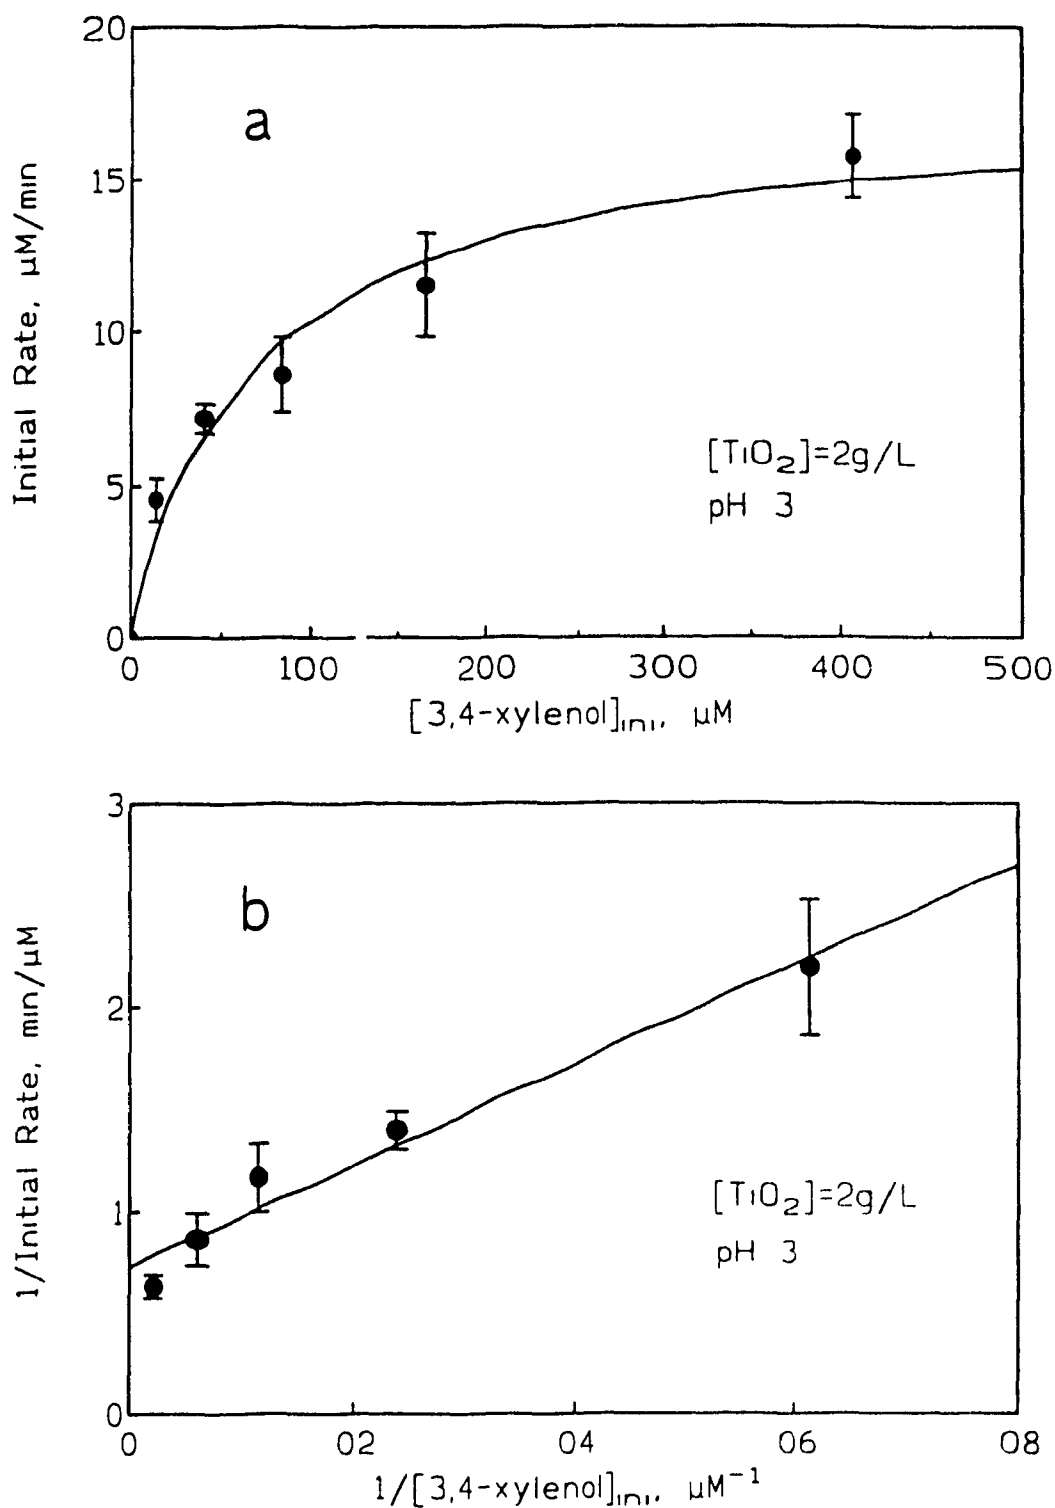 20
15
10
5
0
a
Initial Rate, µM/min
[TiO2]=2g/L
pH 3
0 100 200 300 400 500
[3,4-xylenol]ini, µM
3
2
1
0
b
1/Initial Rate, min/µM
[TiO2]=2g/L
pH 3
0 02 04 06 08
1/[3,4-xylenol]ini, µM-1